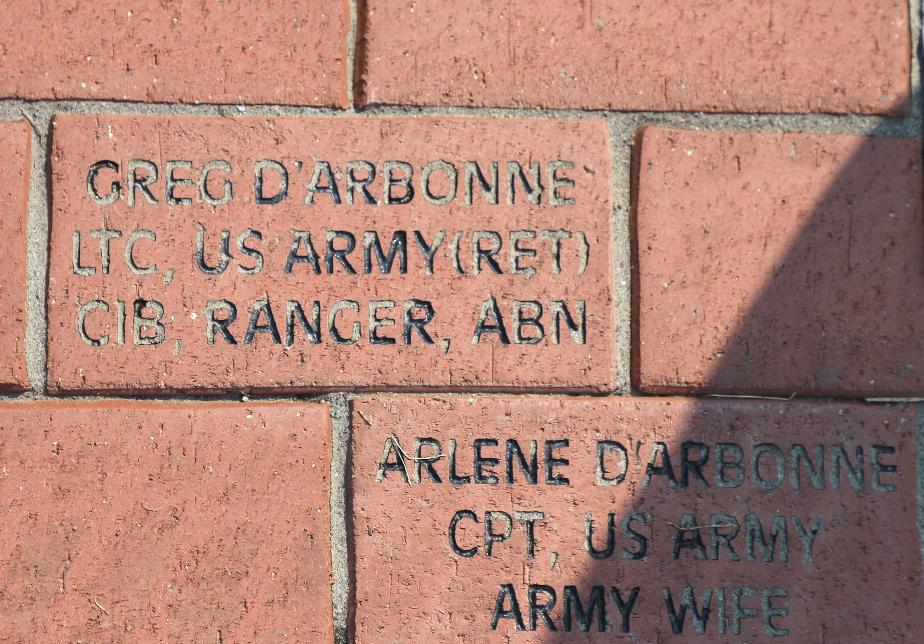 GREG D'ARBONNE
LTC, US ARMY(RET)
CIB, RANGER, ABN
ARLENE D'ARBONNE
CPT, US ARMY
ARMY WIFE